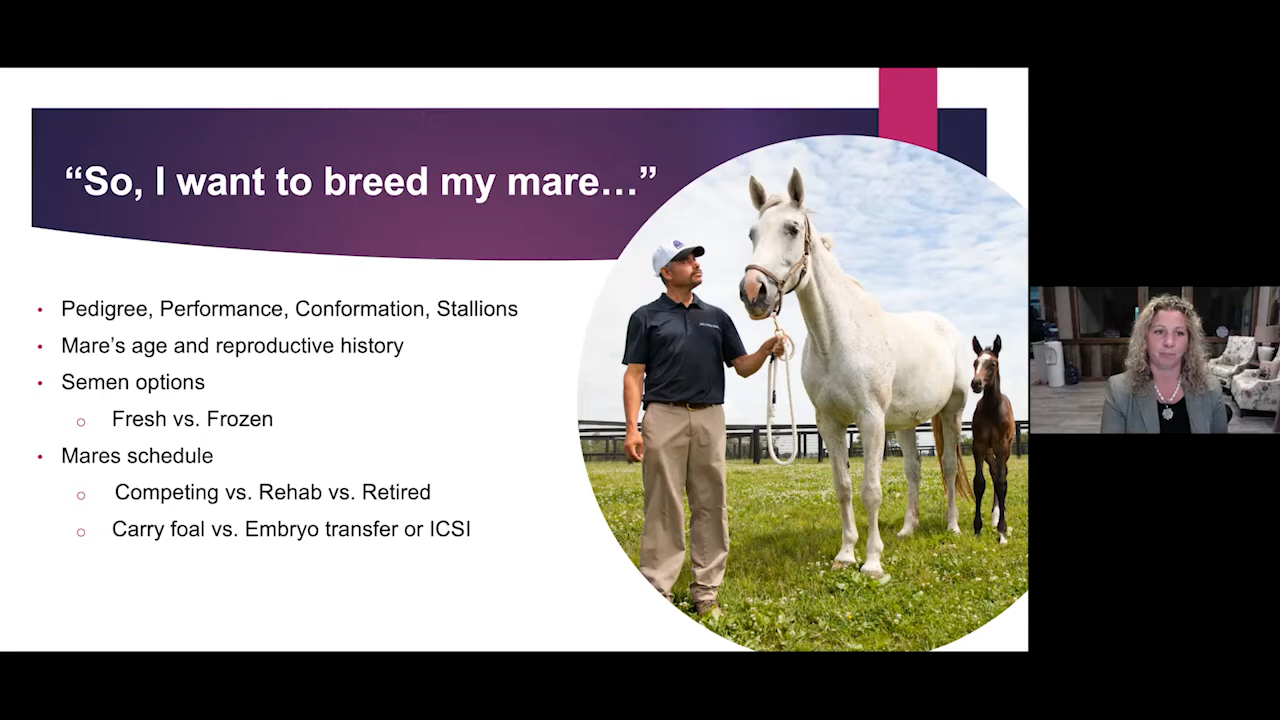 “So, I want to breed my mare…”
• Pedigree, Performance, Conformation, Stallions
• Mare’s age and reproductive history
• Semen options
o Fresh vs. Frozen
• Mares schedule
o Competing vs. Rehab vs. Retired
o Carry foal vs. Embryo transfer or ICSI